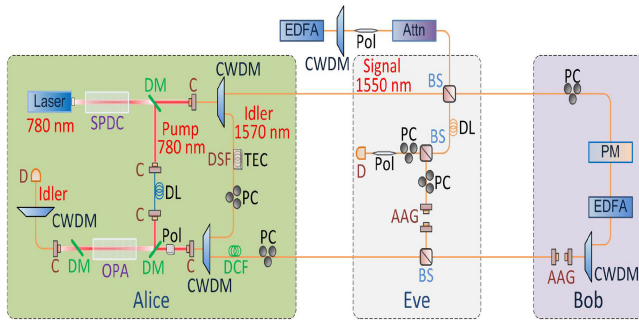 EDFA
CWDM
Pol
Attn
DM
C
CWDM
Laser
780 nm
SPDC
Pump
780 nm
Idler
1570 nm
Signal
1550 nm
BS
PC
DSF
TEC
D
Idler
C
DL
PC
CWDM
C
Pol
C
DM
OPA
DM
C
CWDM
DCF
PC
Alice
D
Pol
PC
BS
DL
PC
AAG
BS
Eve
PM
EDFA
AAG
CWDM
Bob